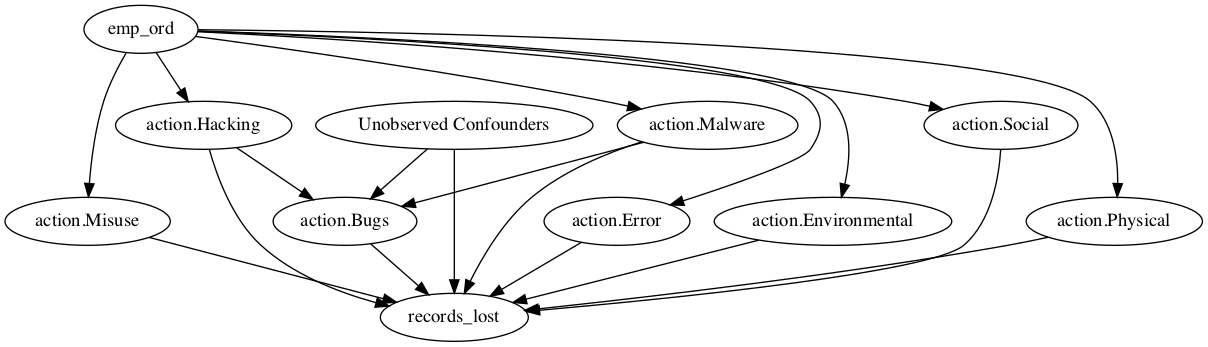 emp_ord
action.Hacking
Unobserved Confounders
action.Malware
action.Social
action.Misuse
action.Bugs
action.Error
action.Environmental
action.Physical
records_lost